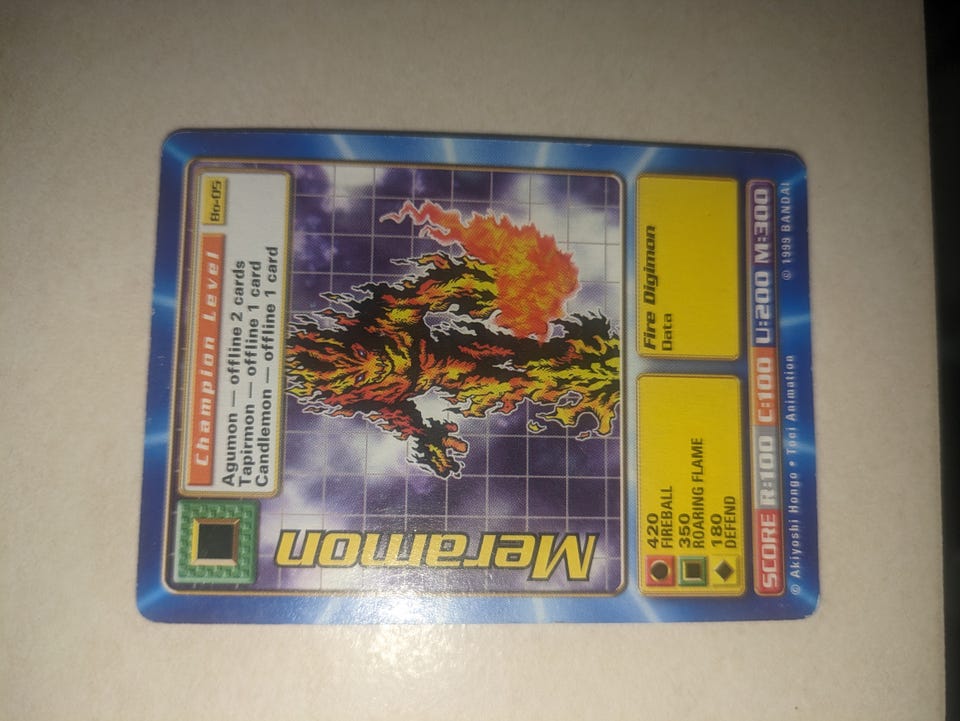 Champion Level
Bo-05
Agumon — offline 2 cards
Tapirmon — offline 1 card
Candlemon — offline 1 card
Meramon
420
FIREBALL
350
ROARING FLAME
180
DEFEND
Fire Digimon
Data
SCORE R:100 C:100 U:200 M:300
© Akiyoshi Hongo • Toei Animation © 1999 BANDAI